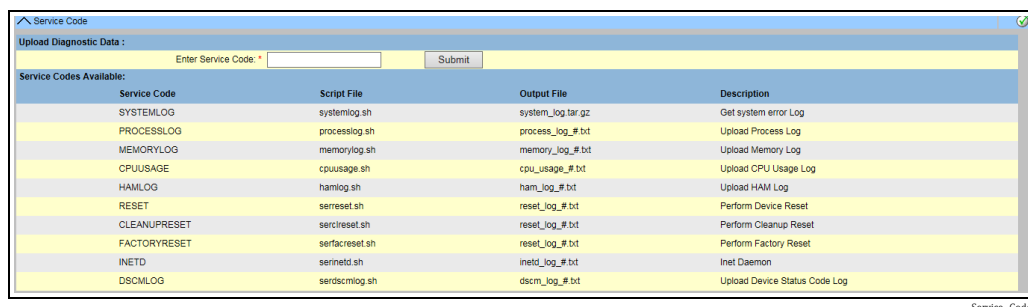 Service Code
Upload Diagnostic Data :
Enter Service Code: * Submit
Service Codes Available:
Service Code Script File Output File Description
SYSTEMLOG systemlog.sh system_log.tar.gz Get system error Log
PROCESSLOG processlog.sh process_log_#.txt Upload Process Log
MEMORYLOG memorylog.sh memory_log_#.txt Upload Memory Log
CPUUSAGE cpuusage.sh cpu_usage_#.txt Upload CPU Usage Log
HAMLOG hamlog.sh ham_log_#.txt Upload HAM Log
RESET serreset.sh reset_log_#.txt Perform Device Reset
CLEANUPRESET serclreset.sh reset_log_#.txt Perform Cleanup Reset
FACTORYRESET serfacreset.sh reset_log_#.txt Perform Factory Reset
INETD serinetd.sh inetd_log_#.txt Inet Daemon
DSCMLOG serdscmlog.sh dscm_log_#.txt Upload Device Status Code Log